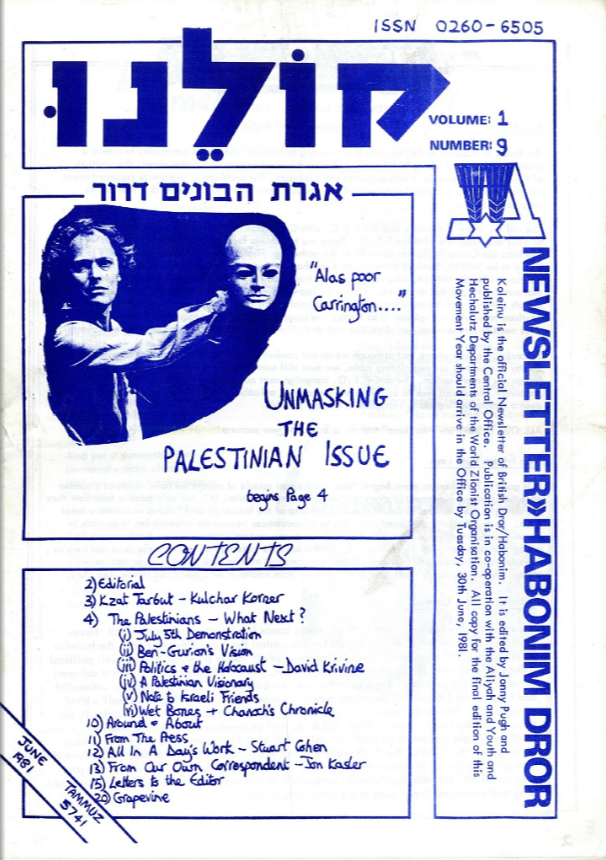 ISSN 0260-6505
קוֹלֵנוּ
VOLUME: 1
NUMBER: 9
אגרת הבונים דרור
"Alas poor
Carrington...."
UNMASKING
THE
PALESTINIAN ISSUE
begins Page 4
NEWSLETTER»HABONIM DROR
Koleinu is the official Newsletter of British Dror/Habonim. It is edited by Jonny Pugh and
published by the Central Office. Publication is in co-operation with the Aliyah and Youth and
Hechalutz Departments of the World Zionist Organisation. All copy for the final edition of this
Movement Year should arrive in the Office by Tuesday, 30th June, 1981.
CONTENTS
2) Editorial
3) Kzat Tarbut - Kulchar Korner
4) The Palestinians - What Next?
(i) July 5th Demonstration
(ii) Ben-Gurion's Vision
(iii) Politics & the Holocaust - David Krivine
(iv) A Palestinian Visionary
(v) Note to Israeli Friends
(vi) Wet Bones + Chanoch's Chronicle
10) Around & About
11) From The Press
12) All In A Day's Work - Stuart Cohen
13) From Our Own Correspondent - Jon Kasler
15) Letters to the Editor
20) Grapevine
JUNE
1981
TAMMUZ
5741